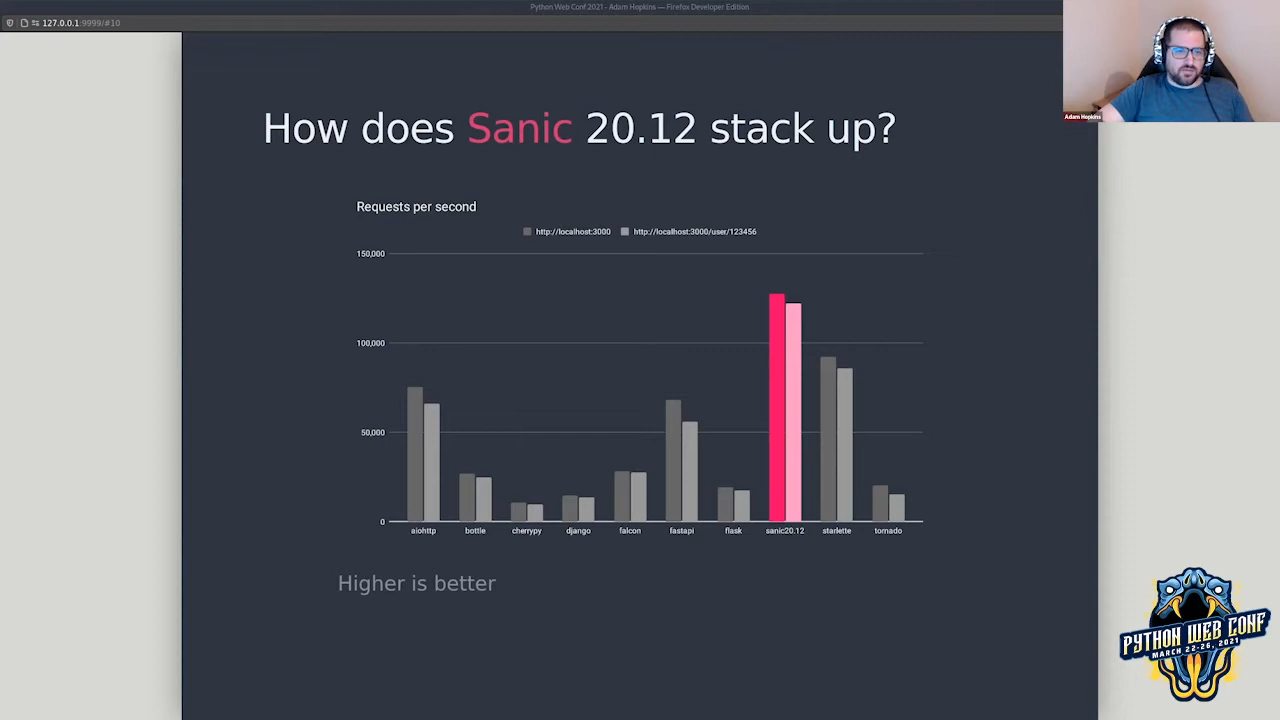 Python Web Conf 2021 - Adam Hopkins — Firefox Developer Edition
127.0.0.1:9999/#10
Adam Hopkins
How does Sanic 20.12 stack up?
Requests per second
http://localhost:3000
http://localhost:3000/user/123456
150,000
100,000
50,000
0
aiohttp
bottle
cherrypy
django
falcon
fastapi
flask
sanic20.12
starlette
tornado
Higher is better
PYTHON WEB CONF
MARCH 22-26, 2021